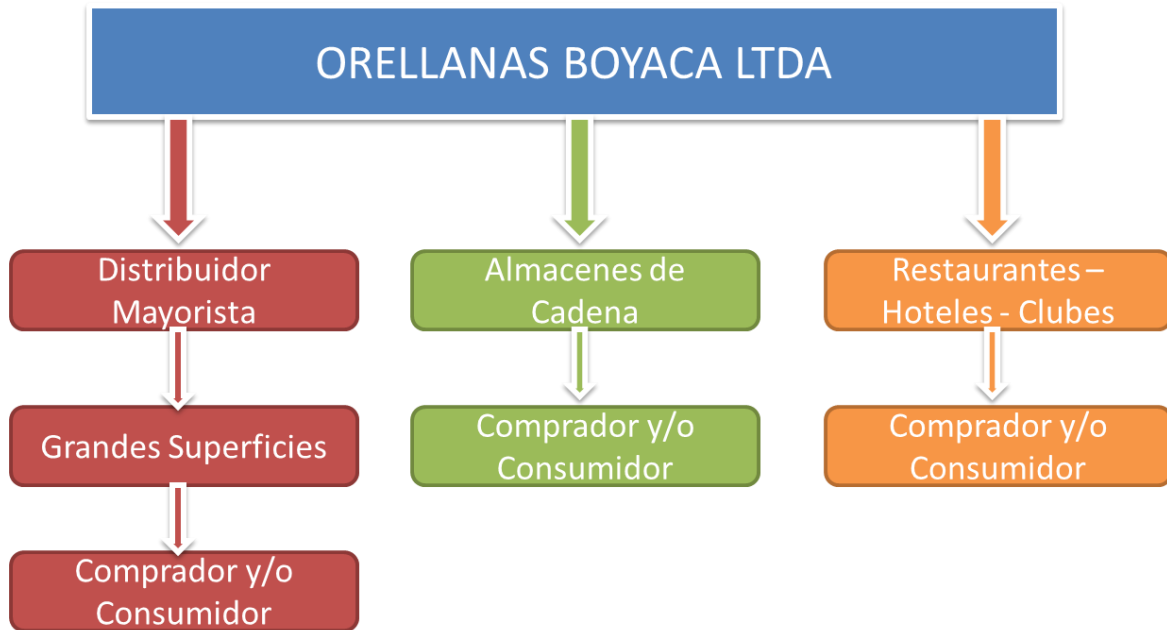 ORELLANAS BOYACA LTDA
Distribuidor
Mayorista
Almacenes de
Cadena
Restaurantes –
Hoteles - Clubes
Grandes Superficies
Comprador y/o
Consumidor
Comprador y/o
Consumidor
Comprador y/o
Consumidor